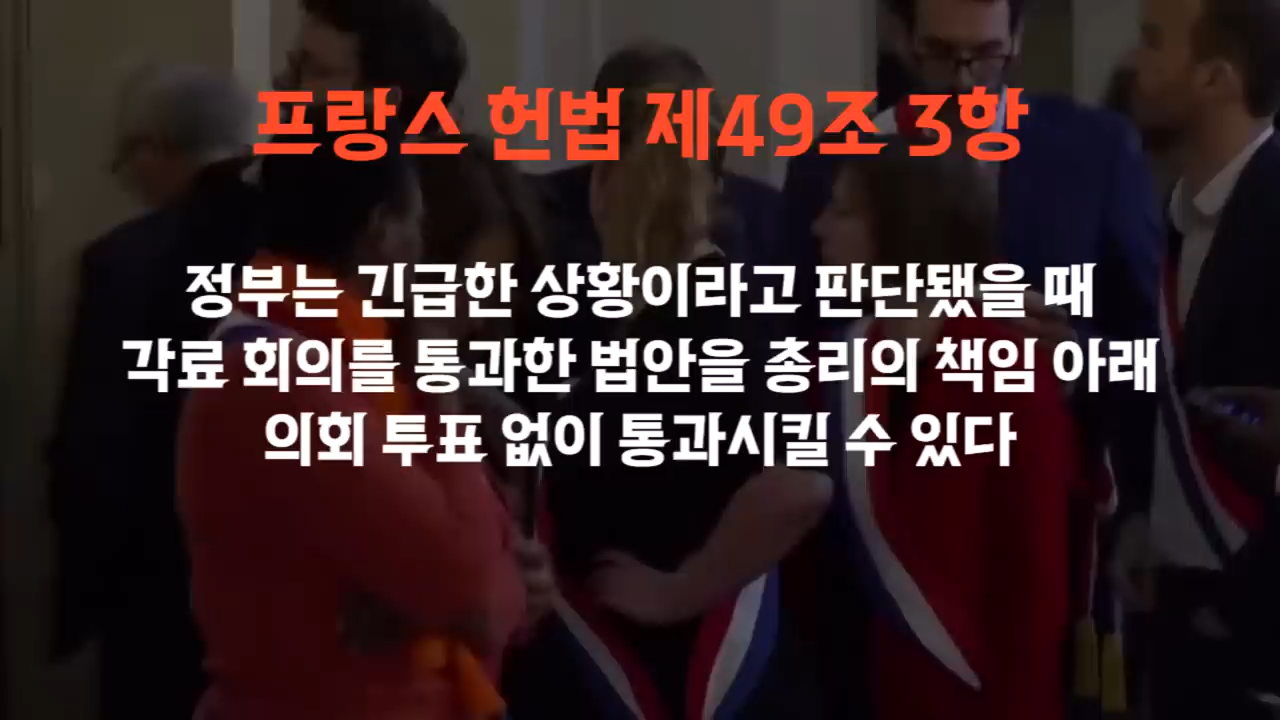 프랑스 헌법 제49조 3항
정부는 긴급한 상황이라고 판단됐을 때
각료 회의를 통과한 법안을 총리의 책임 아래
의회 투표 없이 통과시킬 수 있다